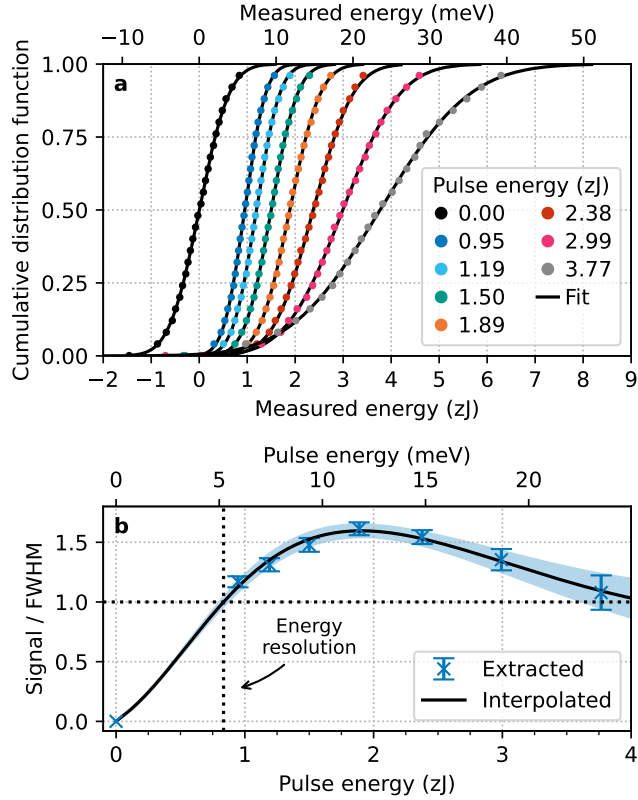 Measured energy (meV)
−10 0 10 20 30 40 50
a
Cumulative distribution function
1.00
0.75
0.50
0.25
0.00
Pulse energy (zJ)
0.00 2.38
0.95 2.99
1.19 3.77
1.50 Fit
1.89
−2 −1 0 1 2 3 4 5 6 7 8 9
Measured energy (zJ)
Pulse energy (meV)
0 5 10 15 20
b
Signal / FWHM
1.5
1.0
0.5
0.0
Energy
resolution
Extracted
Interpolated
0 1 2 3 4
Pulse energy (zJ)